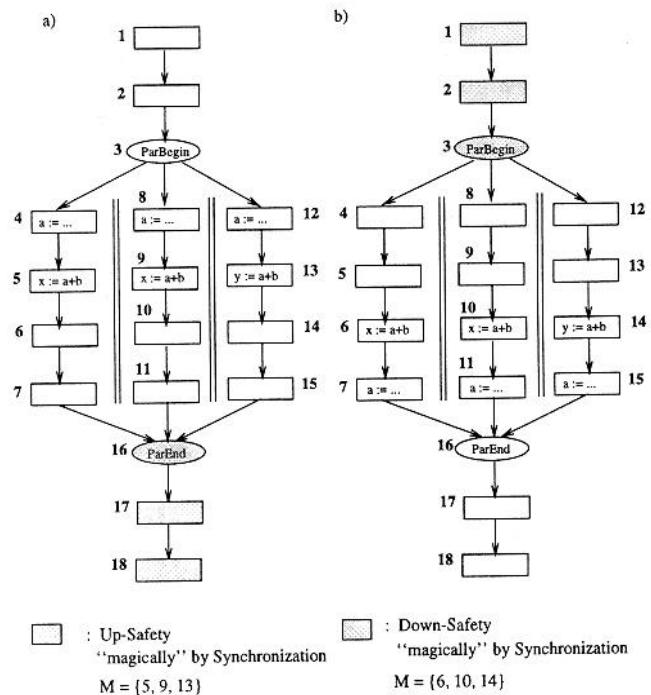 a)
1
2
3 ParBegin
4 a := ...
8 a := ...
12 a := ...
5 x := a+b
9 x := a+b
13 y := a+b
6
10
14
7
11
15
16 ParEnd
17
18
: Up-Safety
"magically" by Synchronization
M = {5, 9, 13}
b)
1
2
3 ParBegin
4
8
12
5
9
13
6 x := a+b
10 x := a+b
14 y := a+b
7 a := ...
11 a := ...
15 a := ...
16 ParEnd
17
18
: Down-Safety
"magically" by Synchronization
M = {6, 10, 14}